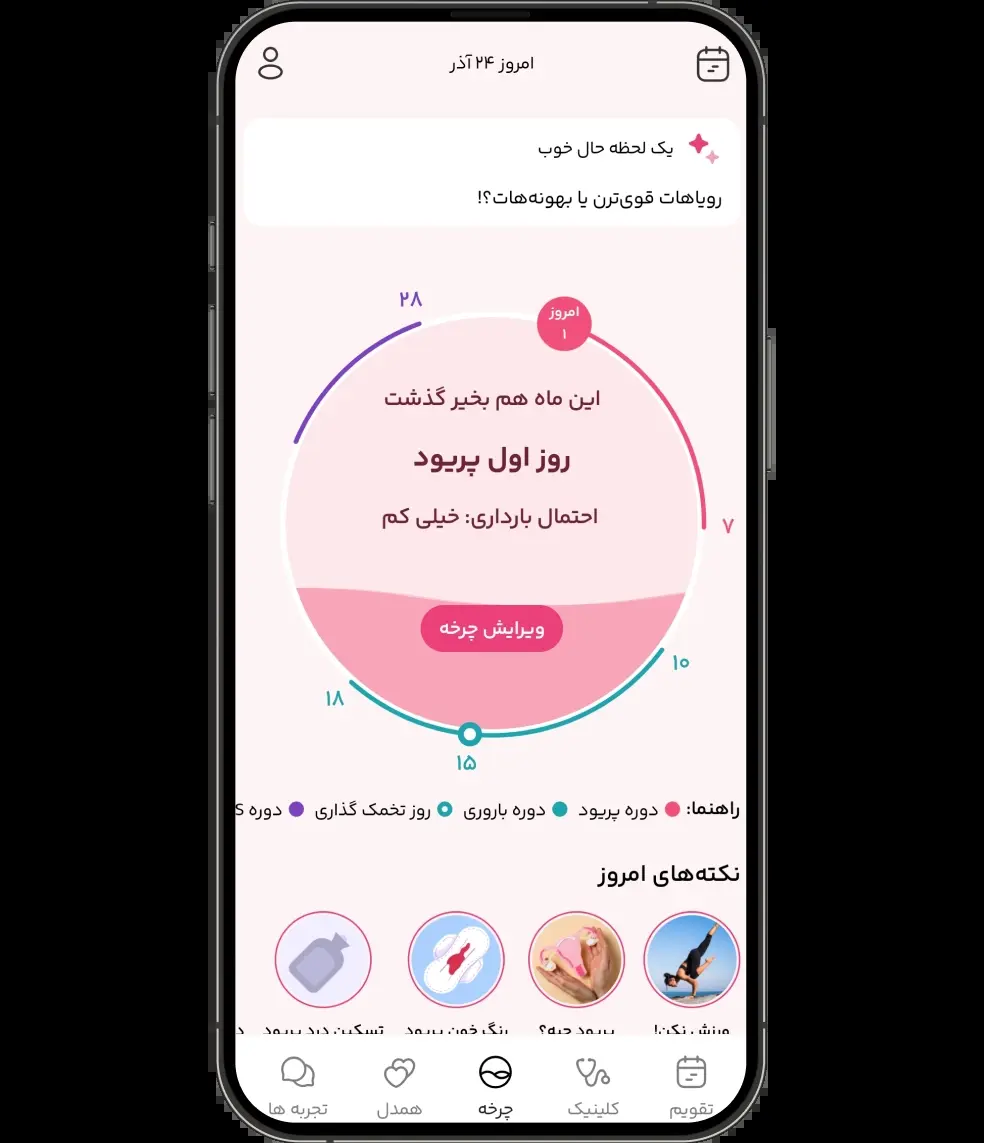 امروز ۲۴ آذر
یک لحظه حال خوب
رویاهات قوی‌ترن یا بهونه‌هات؟!
۲۸
امروز
۱
این ماه هم بخیر گذشت
روز اول پریود
احتمال بارداری: خیلی کم
۷
ویرایش چرخه
۱۰
۱۸
۱۵
راهنما: دوره پریود دوره باروری روز تخمک گذاری دوره S
نکته‌های امروز
ورزش نکن! پریود چیه؟ رنگ خون پریود تسکین درد پریود د
تقویم کلینیک چرخه همدل تجربه ها